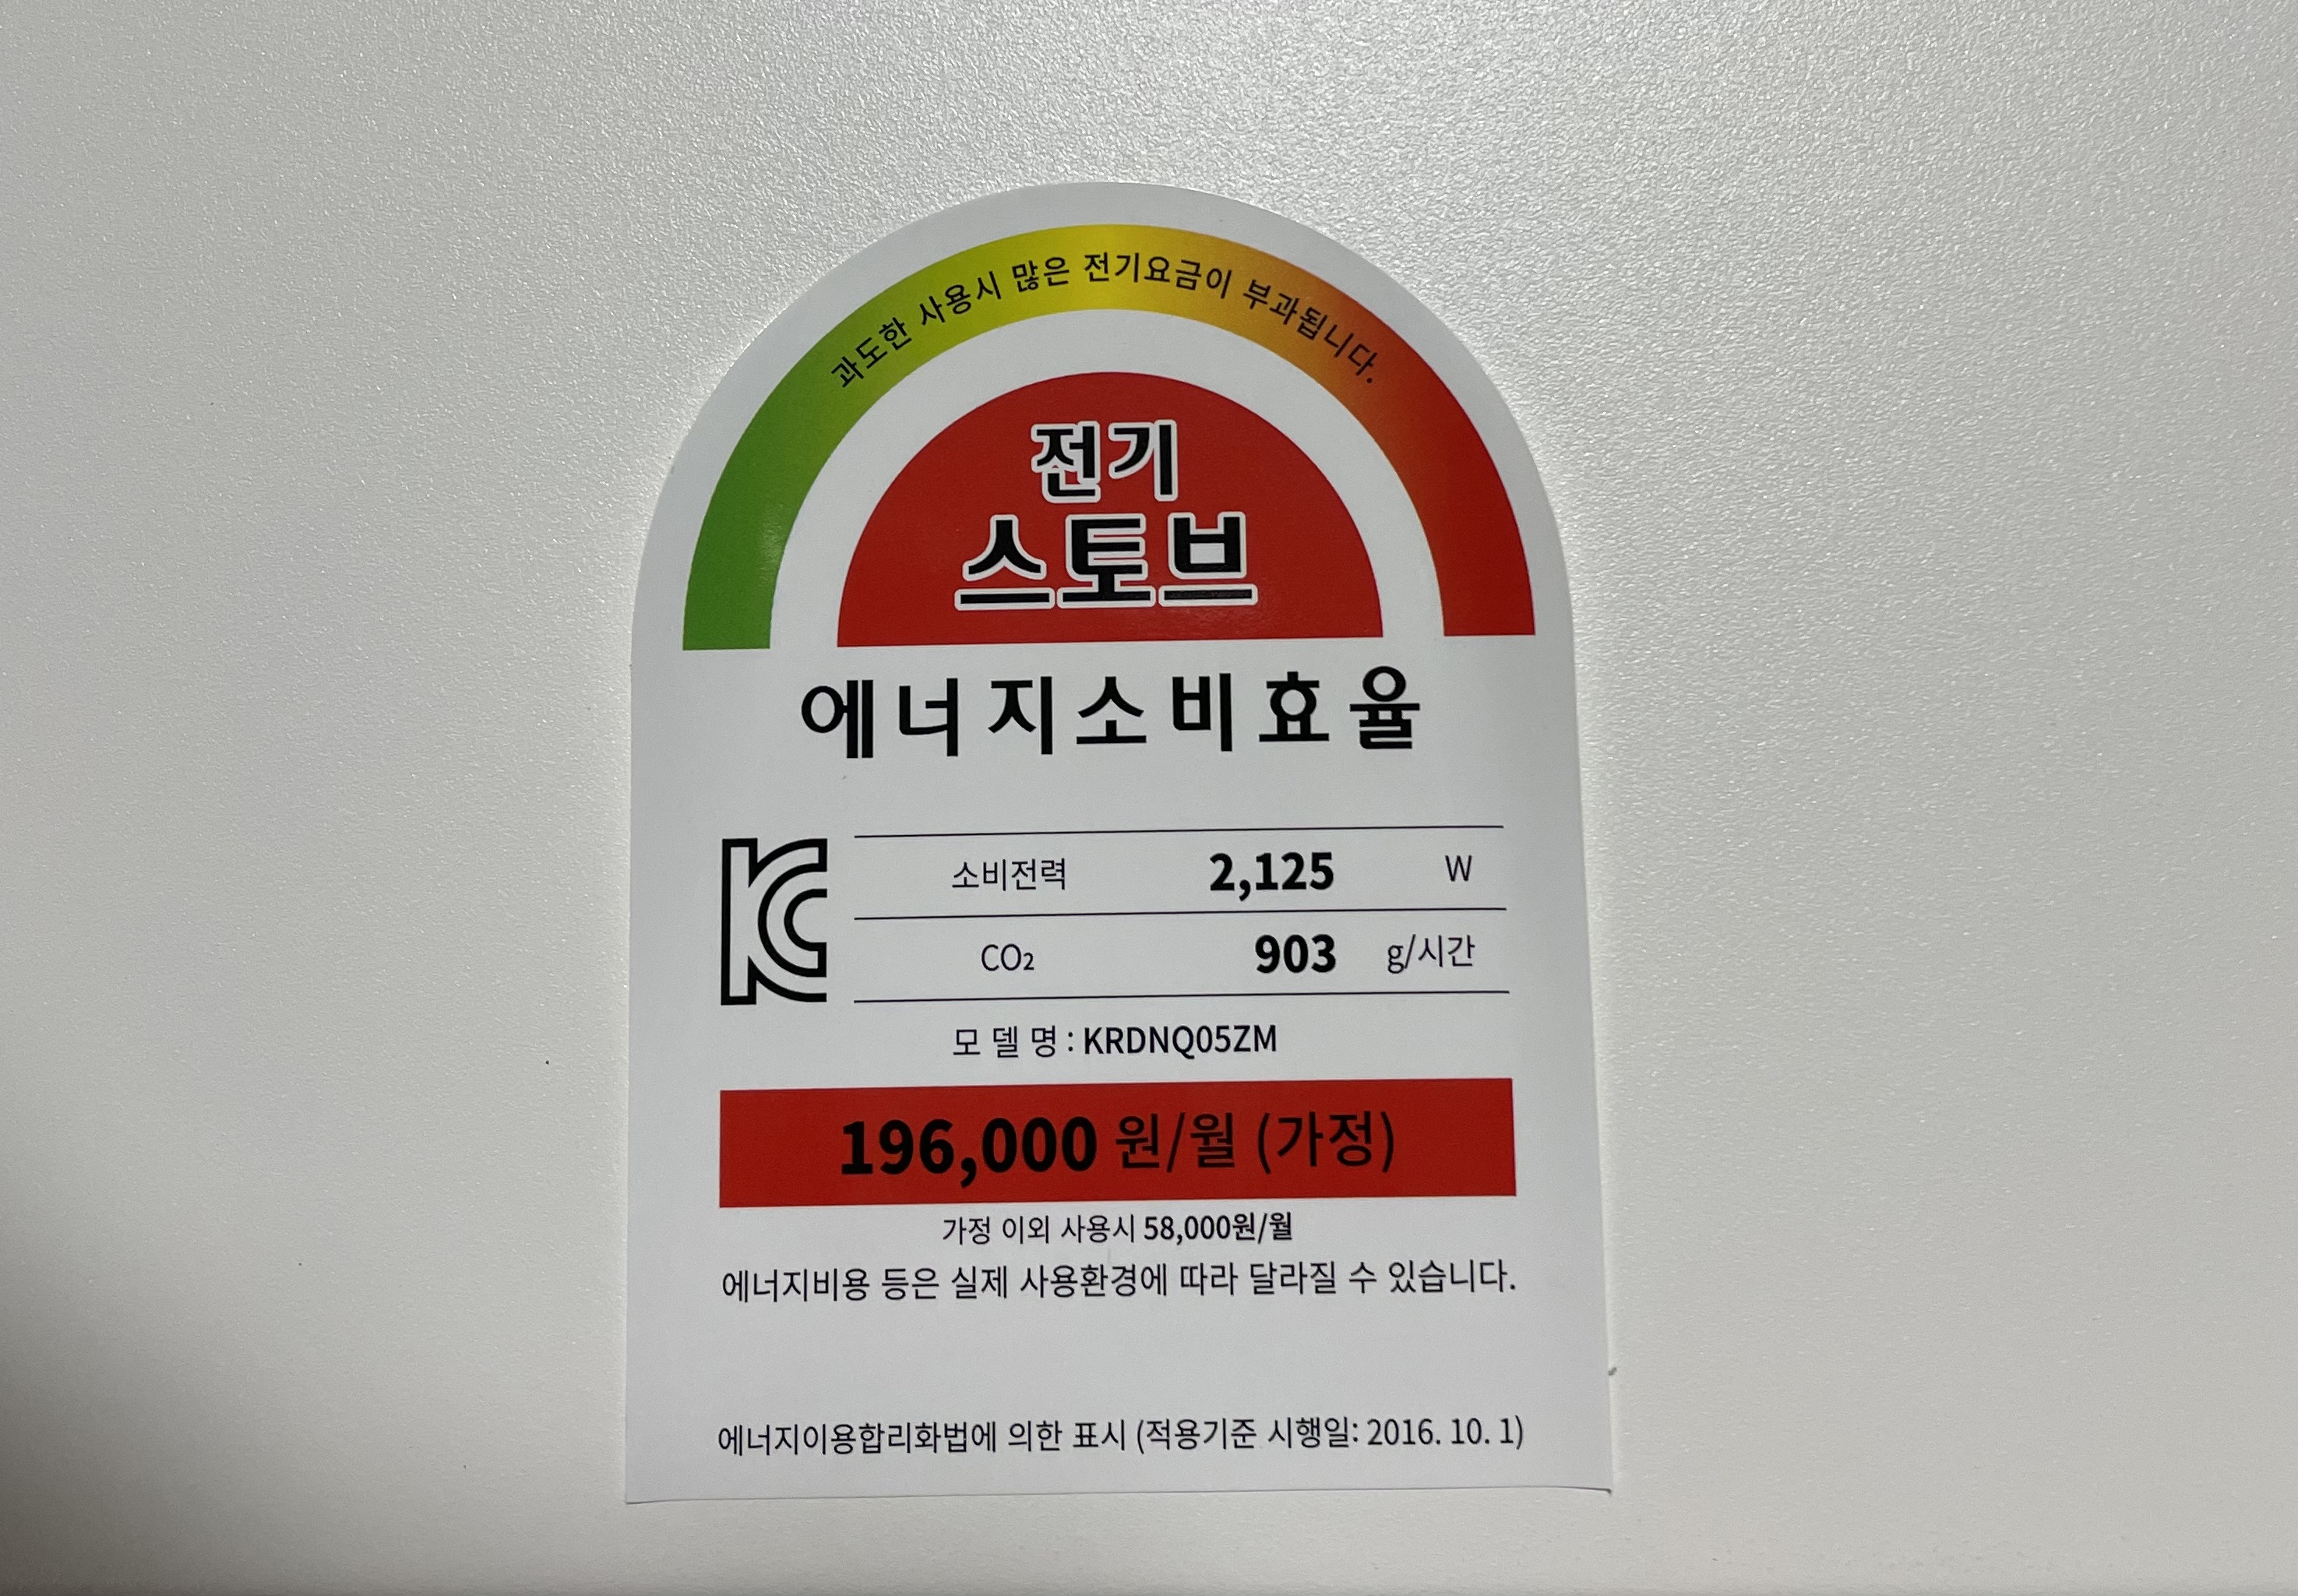 과도한 사용시 많은 전기요금이 부과됩니다.
전기
스토브
에너지소비효율
소비전력 2,125 W
CO₂ 903 g/시간
모 델 명 : KRDNQ05ZM
196,000 원/월 (가정)
가정 이외 사용시 58,000원/월
에너지비용 등은 실제 사용환경에 따라 달라질 수 있습니다.
에너지이용합리화법에 의한 표시 (적용기준 시행일: 2016. 10. 1)